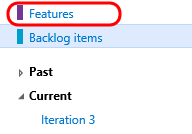 Features
Backlog items
Past
Current
Iteration 3